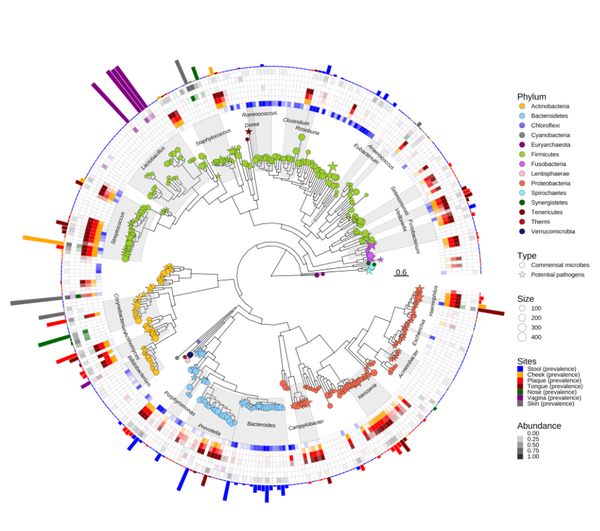 Ruminococcus
Clostridium
Dorea
Roseburia
Staphylococcus
Anaerococcus
Eubacterium
Lactobacillus
Selenomonas
Veillonella
Fusobacterium
Streptococcus
0.6
Haemophilus
Corynebacterium
Actinomyces
Bifidobacterium
Escherichia
Acinetobacter
Neisseria
Porphyromonas
Prevotella
Bacteroides
Campylobacter
Phylum
Actinobacteria
Bacteroidetes
Chloroflexi
Cyanobacteria
Euryarchaeota
Firmicutes
Fusobacteria
Lentisphaerae
Proteobacteria
Spirochaetes
Synergistetes
Tenericutes
Thermi
Verrucomicrobia
Type
Commensal microbes
Potential pathogens
Size
100
200
300
400
Sites
Stool (prevalence)
Cheek (prevalence)
Plaque (prevalence)
Tongue (prevalence)
Nose (prevalence)
Vagina (prevalence)
Skin (prevalence)
Abundance
0.00
0.25
0.50
0.75
1.00